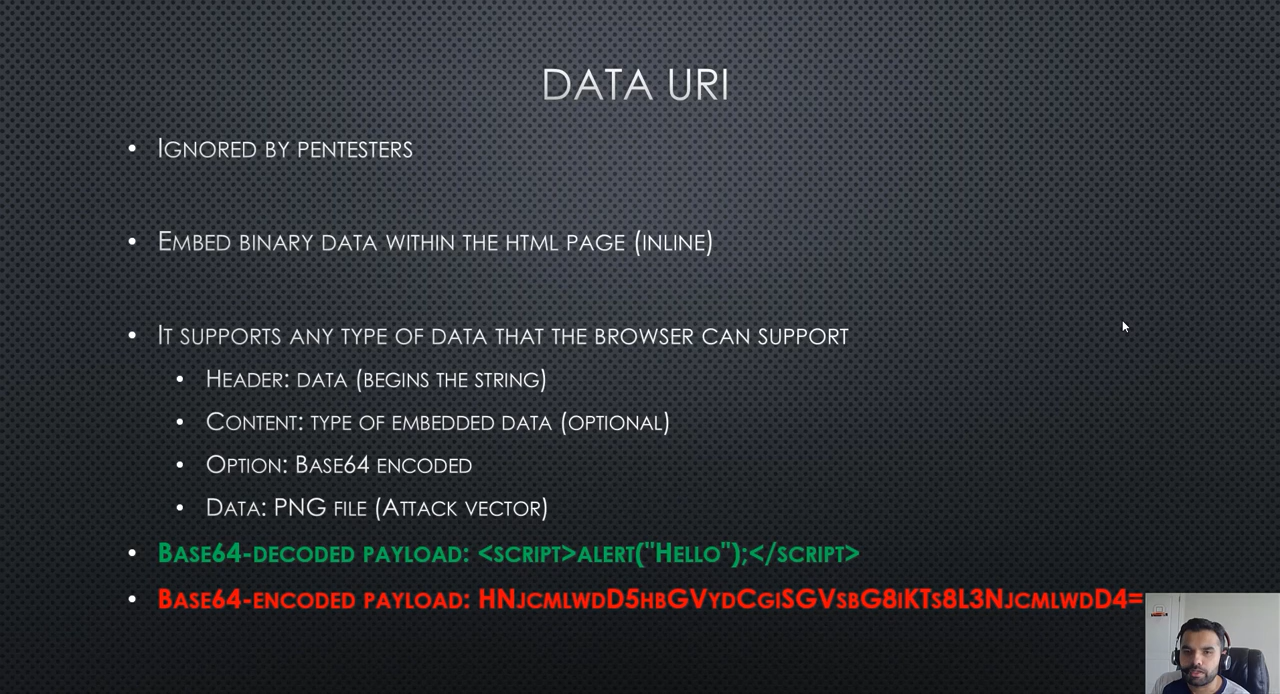 DATA URI
• IGNORED BY PENTESTERS
• EMBED BINARY DATA WITHIN THE HTML PAGE (INLINE)
• IT SUPPORTS ANY TYPE OF DATA THAT THE BROWSER CAN SUPPORT
• HEADER: DATA (BEGINS THE STRING)
• CONTENT: TYPE OF EMBEDDED DATA (OPTIONAL)
• OPTION: BASE64 ENCODED
• DATA: PNG FILE (ATTACK VECTOR)
• BASE64-DECODED PAYLOAD: <SCRIPT>ALERT("HELLO");</SCRIPT>
• BASE64-ENCODED PAYLOAD: HNjcmlwdD5hbGVydCgiSGVsbG8iKTs8L3NjcmlwdD4=